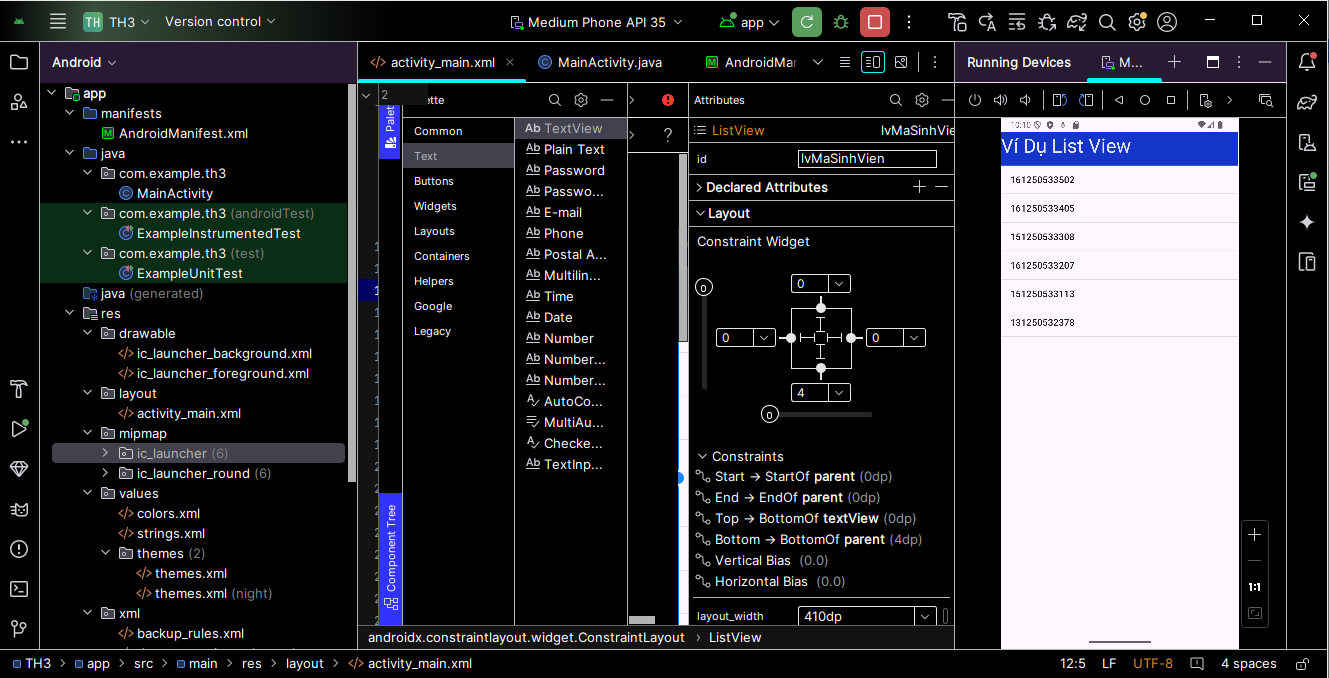 TH TH3 Version control Medium Phone API 35 app
Android
app
manifests
AndroidManifest.xml
java
com.example.th3
MainActivity
com.example.th3 (androidTest)
ExampleInstrumentedTest
com.example.th3 (test)
ExampleUnitTest
java (generated)
res
drawable
ic_launcher_background.xml
ic_launcher_foreground.xml
layout
activity_main.xml
mipmap
ic_launcher (6)
ic_launcher_round (6)
values
colors.xml
strings.xml
themes (2)
themes.xml
themes.xml (night)
xml
backup_rules.xml
activity_main.xml MainActivity.java AndroidMar
2
ette
Palet
Component Tree
Common
Text
Buttons
Widgets
Layouts
Containers
Helpers
Google
Legacy
Ab TextView
Ab Plain Text
Ab Password
Ab Passwo...
Ab E-mail
Ab Phone
Ab Postal A...
Ab Multilin...
Ab Time
Ab Date
Ab Number
Ab Number...
Ab Number...
AutoCo...
MultiAu...
Checke...
Ab TextInp...
?
Attributes
ListView lvMaSinhVie
id lvMaSinhVien
Declared Attributes
Layout
Constraint Widget
0
0
0 0
4
0
Constraints
Start → StartOf parent (0dp)
End → EndOf parent (0dp)
Top → BottomOf textView (0dp)
Bottom → BottomOf parent (4dp)
Vertical Bias (0.0)
Horizontal Bias (0.0)
layout_width 410dp
androidx.constraintlayout.widget.ConstraintLayout > ListView
Running Devices M...
10:10
Ví Dụ List View
161250533502
161250533405
151250533308
161250533207
151250533113
131250532378
1:1
TH3 > app > src > main > res > layout > activity_main.xml 12:5 LF UTF-8 4 spaces